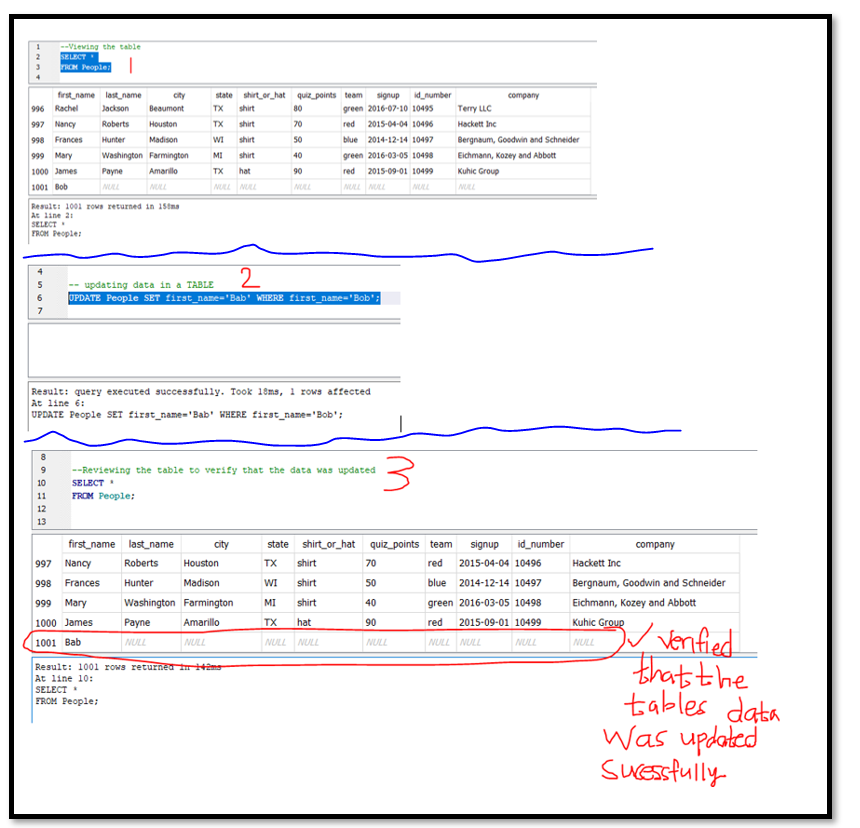 1 --Viewing the table
2 SELECT *
3 FROM People; 1
4
first_name last_name city state shirt_or_hat quiz_points team signup id_number company
996 Rachel Jackson Beaumont TX shirt 80 green 2016-07-10 10495 Terry LLC
997 Nancy Roberts Houston TX shirt 70 red 2015-04-04 10496 Hackett Inc
998 Frances Hunter Madison WI shirt 50 blue 2014-12-14 10497 Bergnaum, Goodwin and Schneider
999 Mary Washington Farmington MI shirt 40 green 2016-03-05 10498 Eichmann, Kozey and Abbott
1000 James Payne Amarillo TX hat 90 red 2015-09-01 10499 Kuhic Group
1001 Bob NULL NULL NULL NULL NULL NULL NULL NULL NULL
Result: 1001 rows returned in 158ms
At line 2:
SELECT *
FROM People;
4
5 -- updating data in a TABLE 2
6 UPDATE People SET first_name='Bab' WHERE first_name='Bob';
7
Result: query executed successfully. Took 18ms, 1 rows affected
At line 6:
UPDATE People SET first_name='Bab' WHERE first_name='Bob';
8
9 --Reviewing the table to verify that the data was updated 3
10 SELECT *
11 FROM People;
12
13
first_name last_name city state shirt_or_hat quiz_points team signup id_number company
997 Nancy Roberts Houston TX shirt 70 red 2015-04-04 10496 Hackett Inc
998 Frances Hunter Madison WI shirt 50 blue 2014-12-14 10497 Bergnaum, Goodwin and Schneider
999 Mary Washington Farmington MI shirt 40 green 2016-03-05 10498 Eichmann, Kozey and Abbott
1000 James Payne Amarillo TX hat 90 red 2015-09-01 10499 Kuhic Group
1001 Bab NULL NULL NULL NULL NULL NULL NULL NULL NULL
Result: 1001 rows returned in 142ms
At line 10:
SELECT *
FROM People;
✓ verified
that the
tables data
was updated
sucessfully